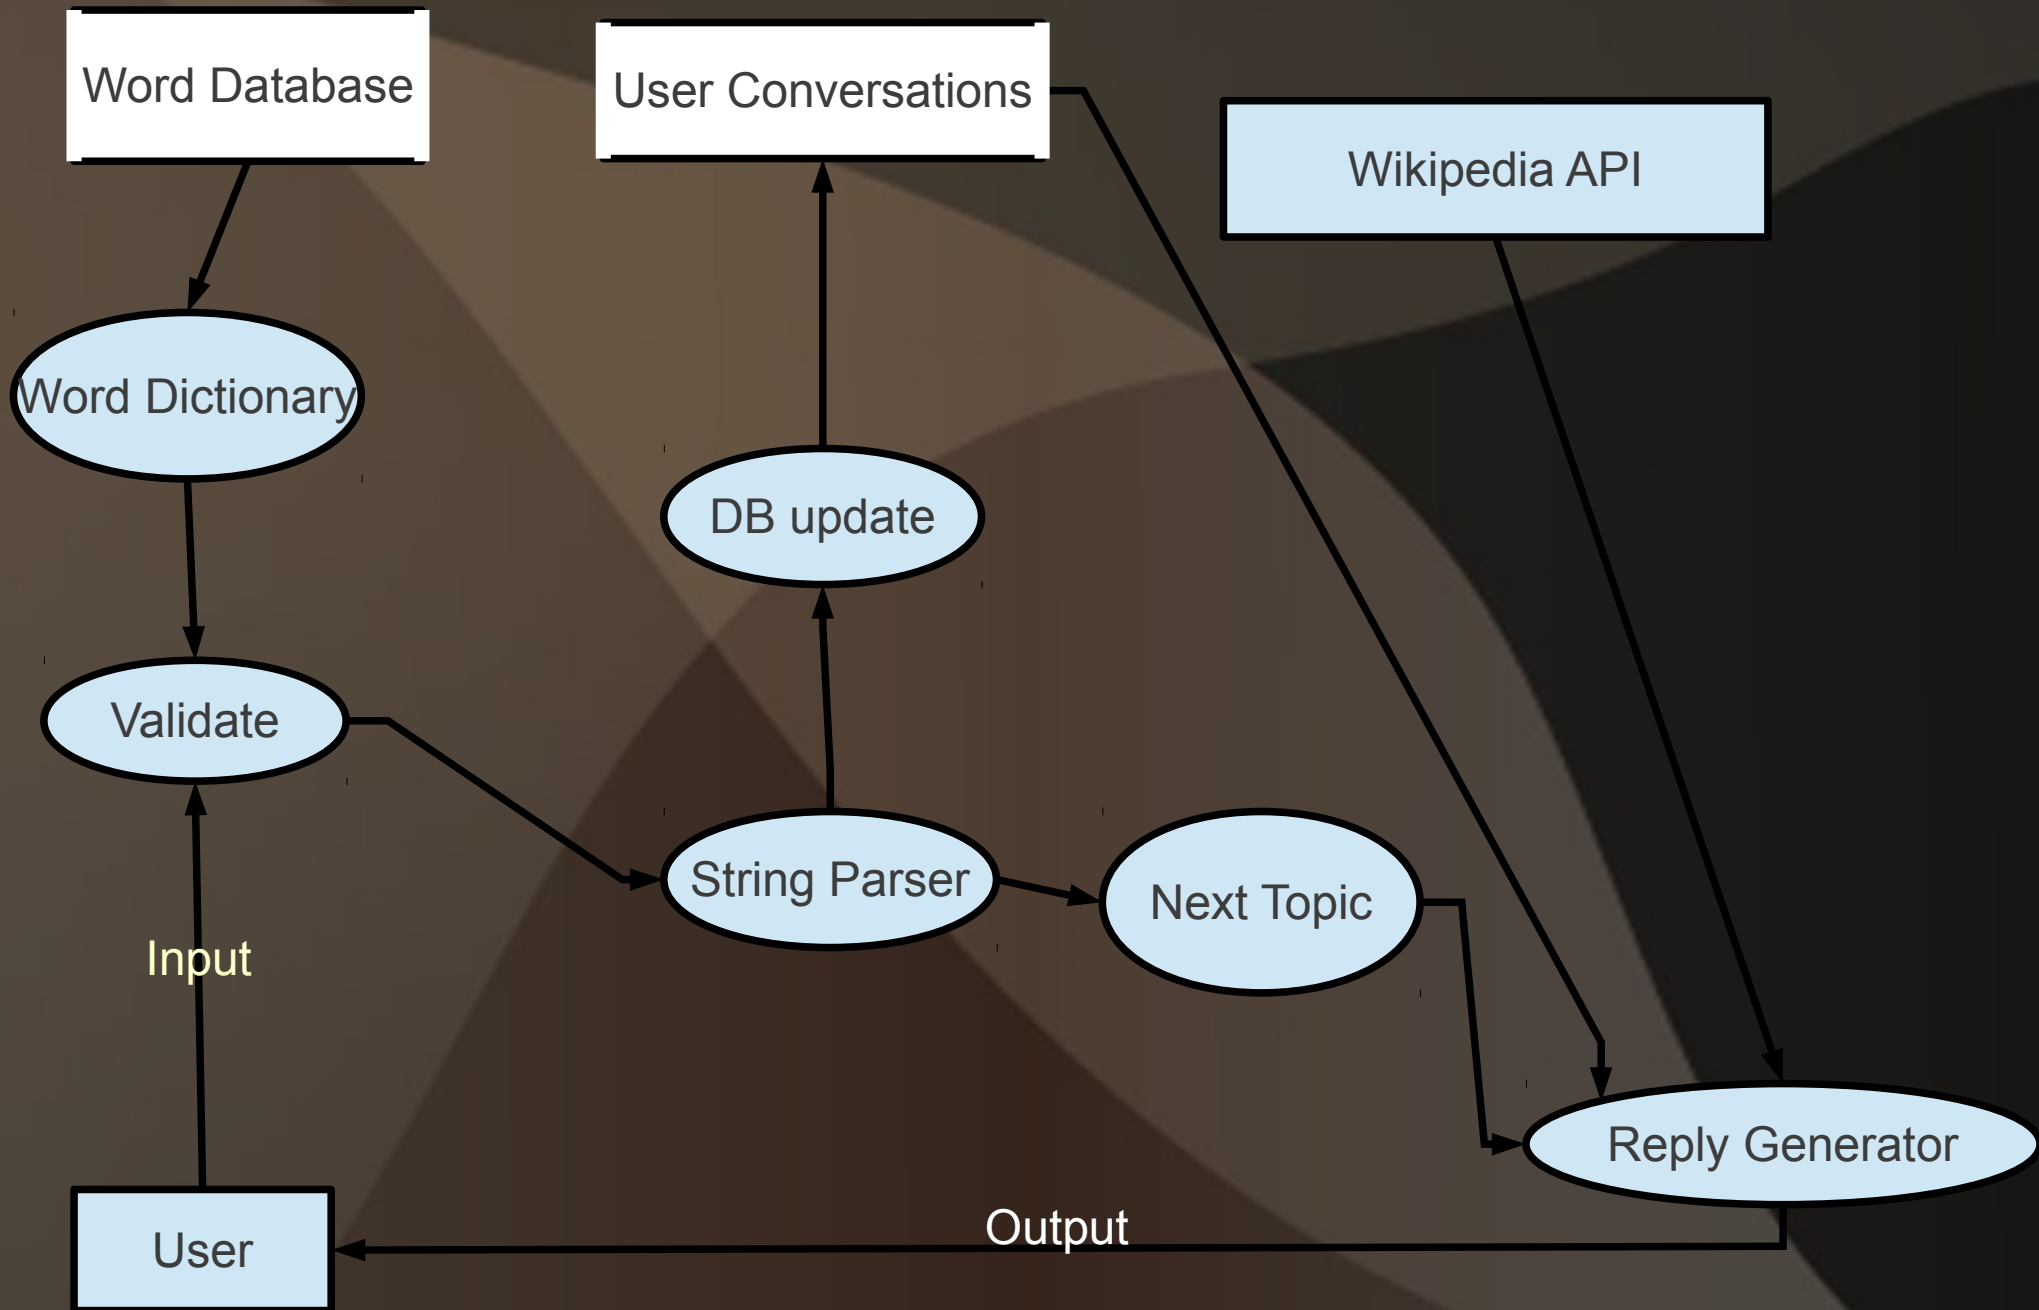 Word Database
User Conversations
Wikipedia API
Word Dictionary
DB update
Validate
String Parser
Next Topic
Input
Reply Generator
Output
User